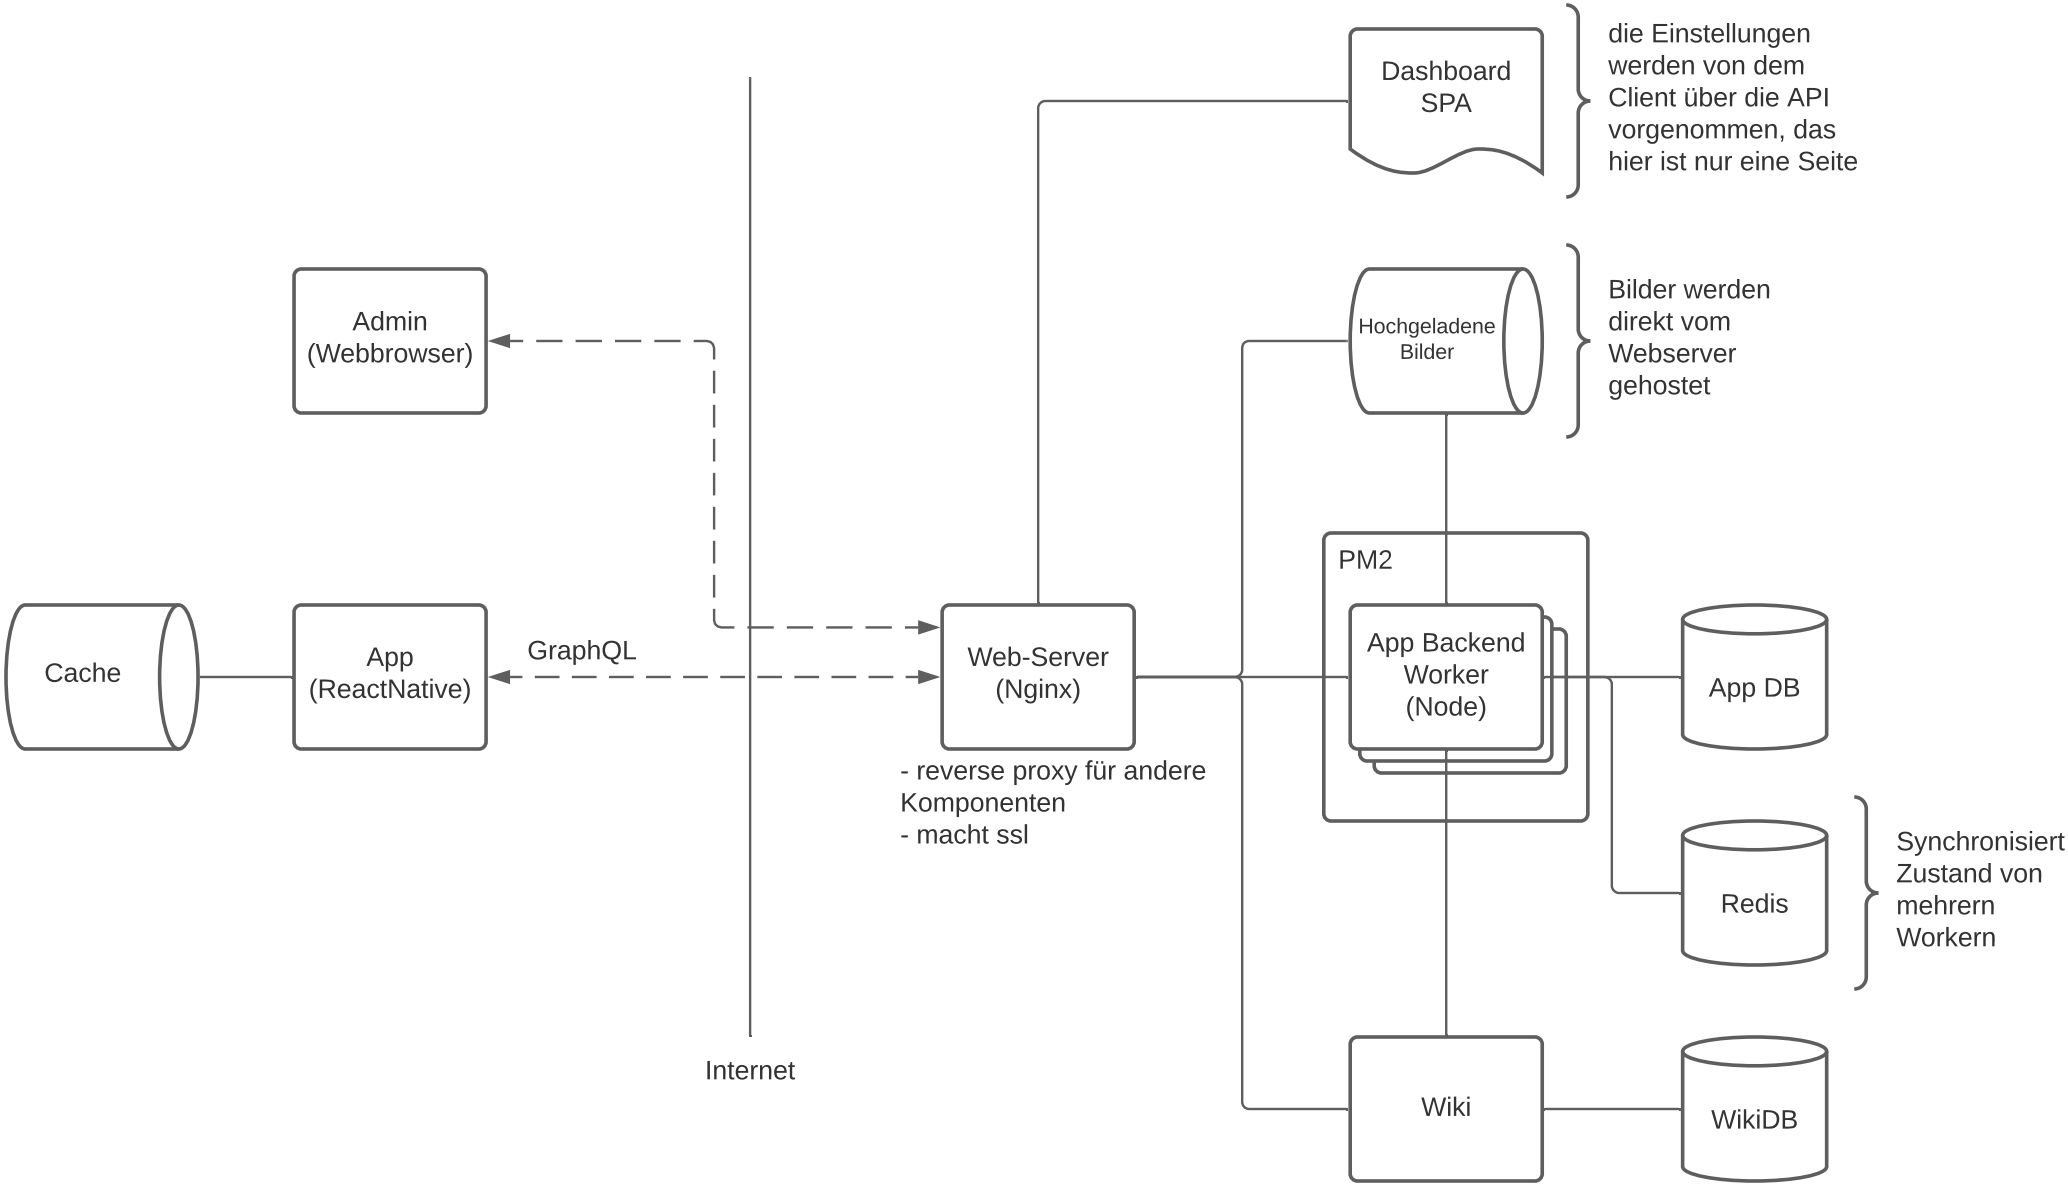 Dashboard
SPA
die Einstellungen
werden von dem
Client über die API
vorgenommen, das
hier ist nur eine Seite
Admin
(Webbrowser)
Hochgeladene
Bilder
Bilder werden
direkt vom
Webserver
gehostet
PM2
Cache
App
(ReactNative)
GraphQL
Web-Server
(Nginx)
- reverse proxy für andere
Komponenten
- macht ssl
App Backend
Worker
(Node)
App DB
Redis
Synchronisiert
Zustand von
mehrern
Workern
Internet
Wiki
WikiDB